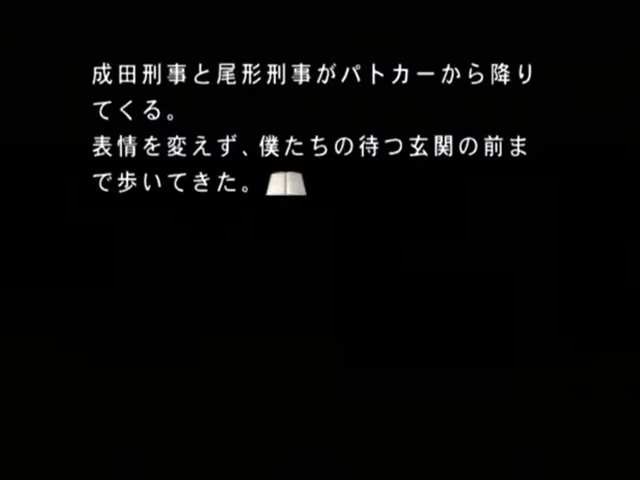 成田刑事と尾形刑事がパトカーから降り
てくる。
表情を変えず、僕たちの待つ玄関の前ま
で歩いてきた。